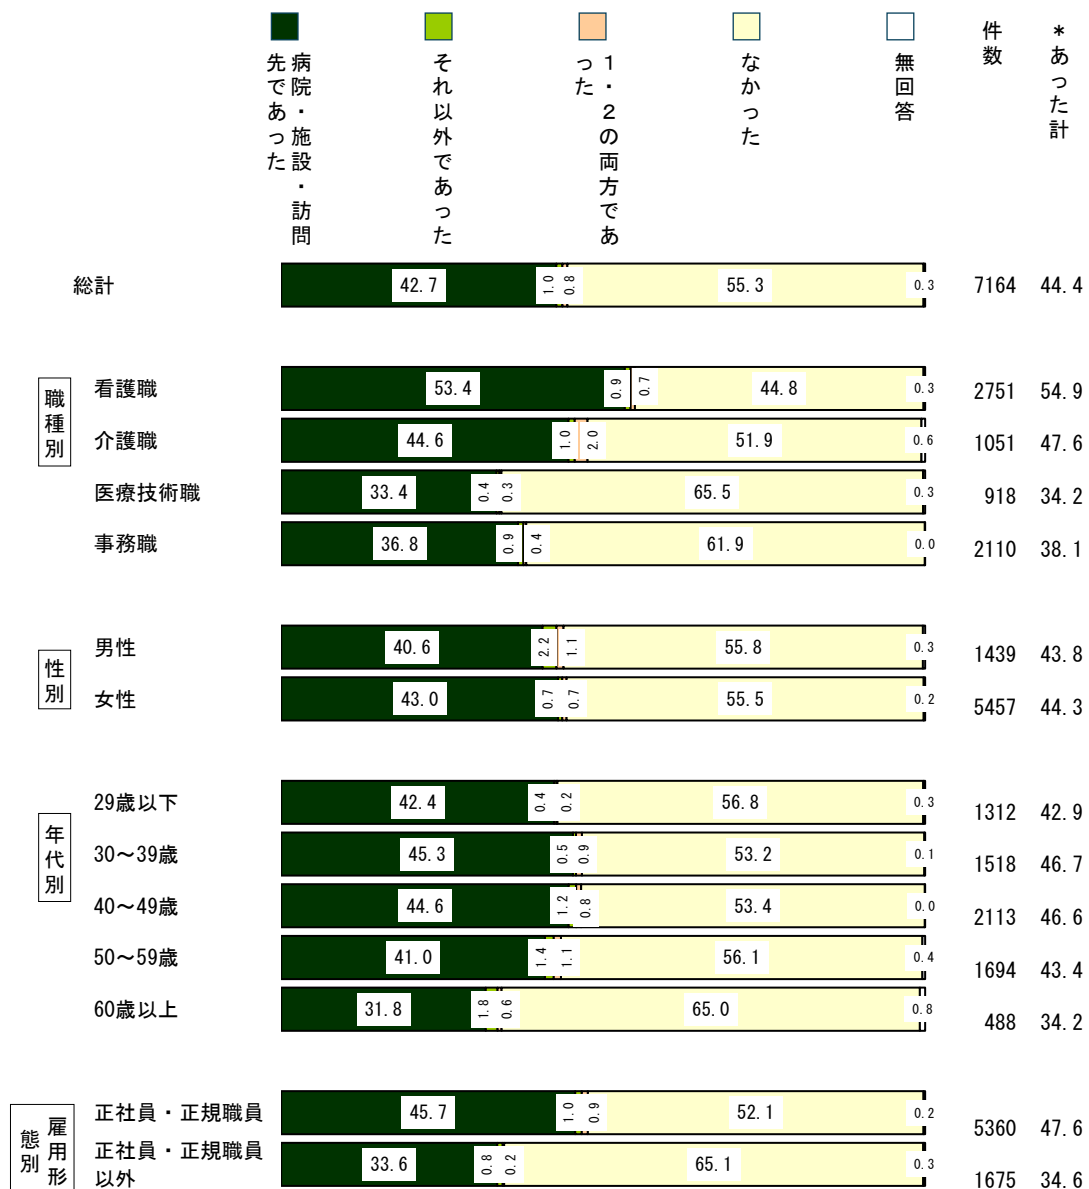 病院・施設・訪問
先であった
それ以外であった
1・2の両方であ
った
なかった
無回答
件数
*あった計
総計 42.7 1.0 0.8 55.3 0.3 7164 44.4
職種別
看護職 53.4 0.9 0.7 44.8 0.3 2751 54.9
介護職 44.6 1.0 2.0 51.9 0.6 1051 47.6
医療技術職 33.4 0.4 0.3 65.5 0.3 918 34.2
事務職 36.8 0.9 0.4 61.9 0.0 2110 38.1
性別
男性 40.6 2.2 1.1 55.8 0.3 1439 43.8
女性 43.0 0.7 0.7 55.5 0.2 5457 44.3
年代別
29歳以下 42.4 0.4 0.2 56.8 0.3 1312 42.9
30～39歳 45.3 0.5 0.9 53.2 0.1 1518 46.7
40～49歳 44.6 1.2 0.8 53.4 0.0 2113 46.6
50～59歳 41.0 1.4 1.1 56.1 0.4 1694 43.4
60歳以上 31.8 1.8 0.6 65.0 0.8 488 34.2
雇用形
態別
正社員・正規職員 45.7 1.0 0.9 52.1 0.2 5360 47.6
正社員・正規職員
以外 33.6 0.8 0.2 65.1 0.3 1675 34.6